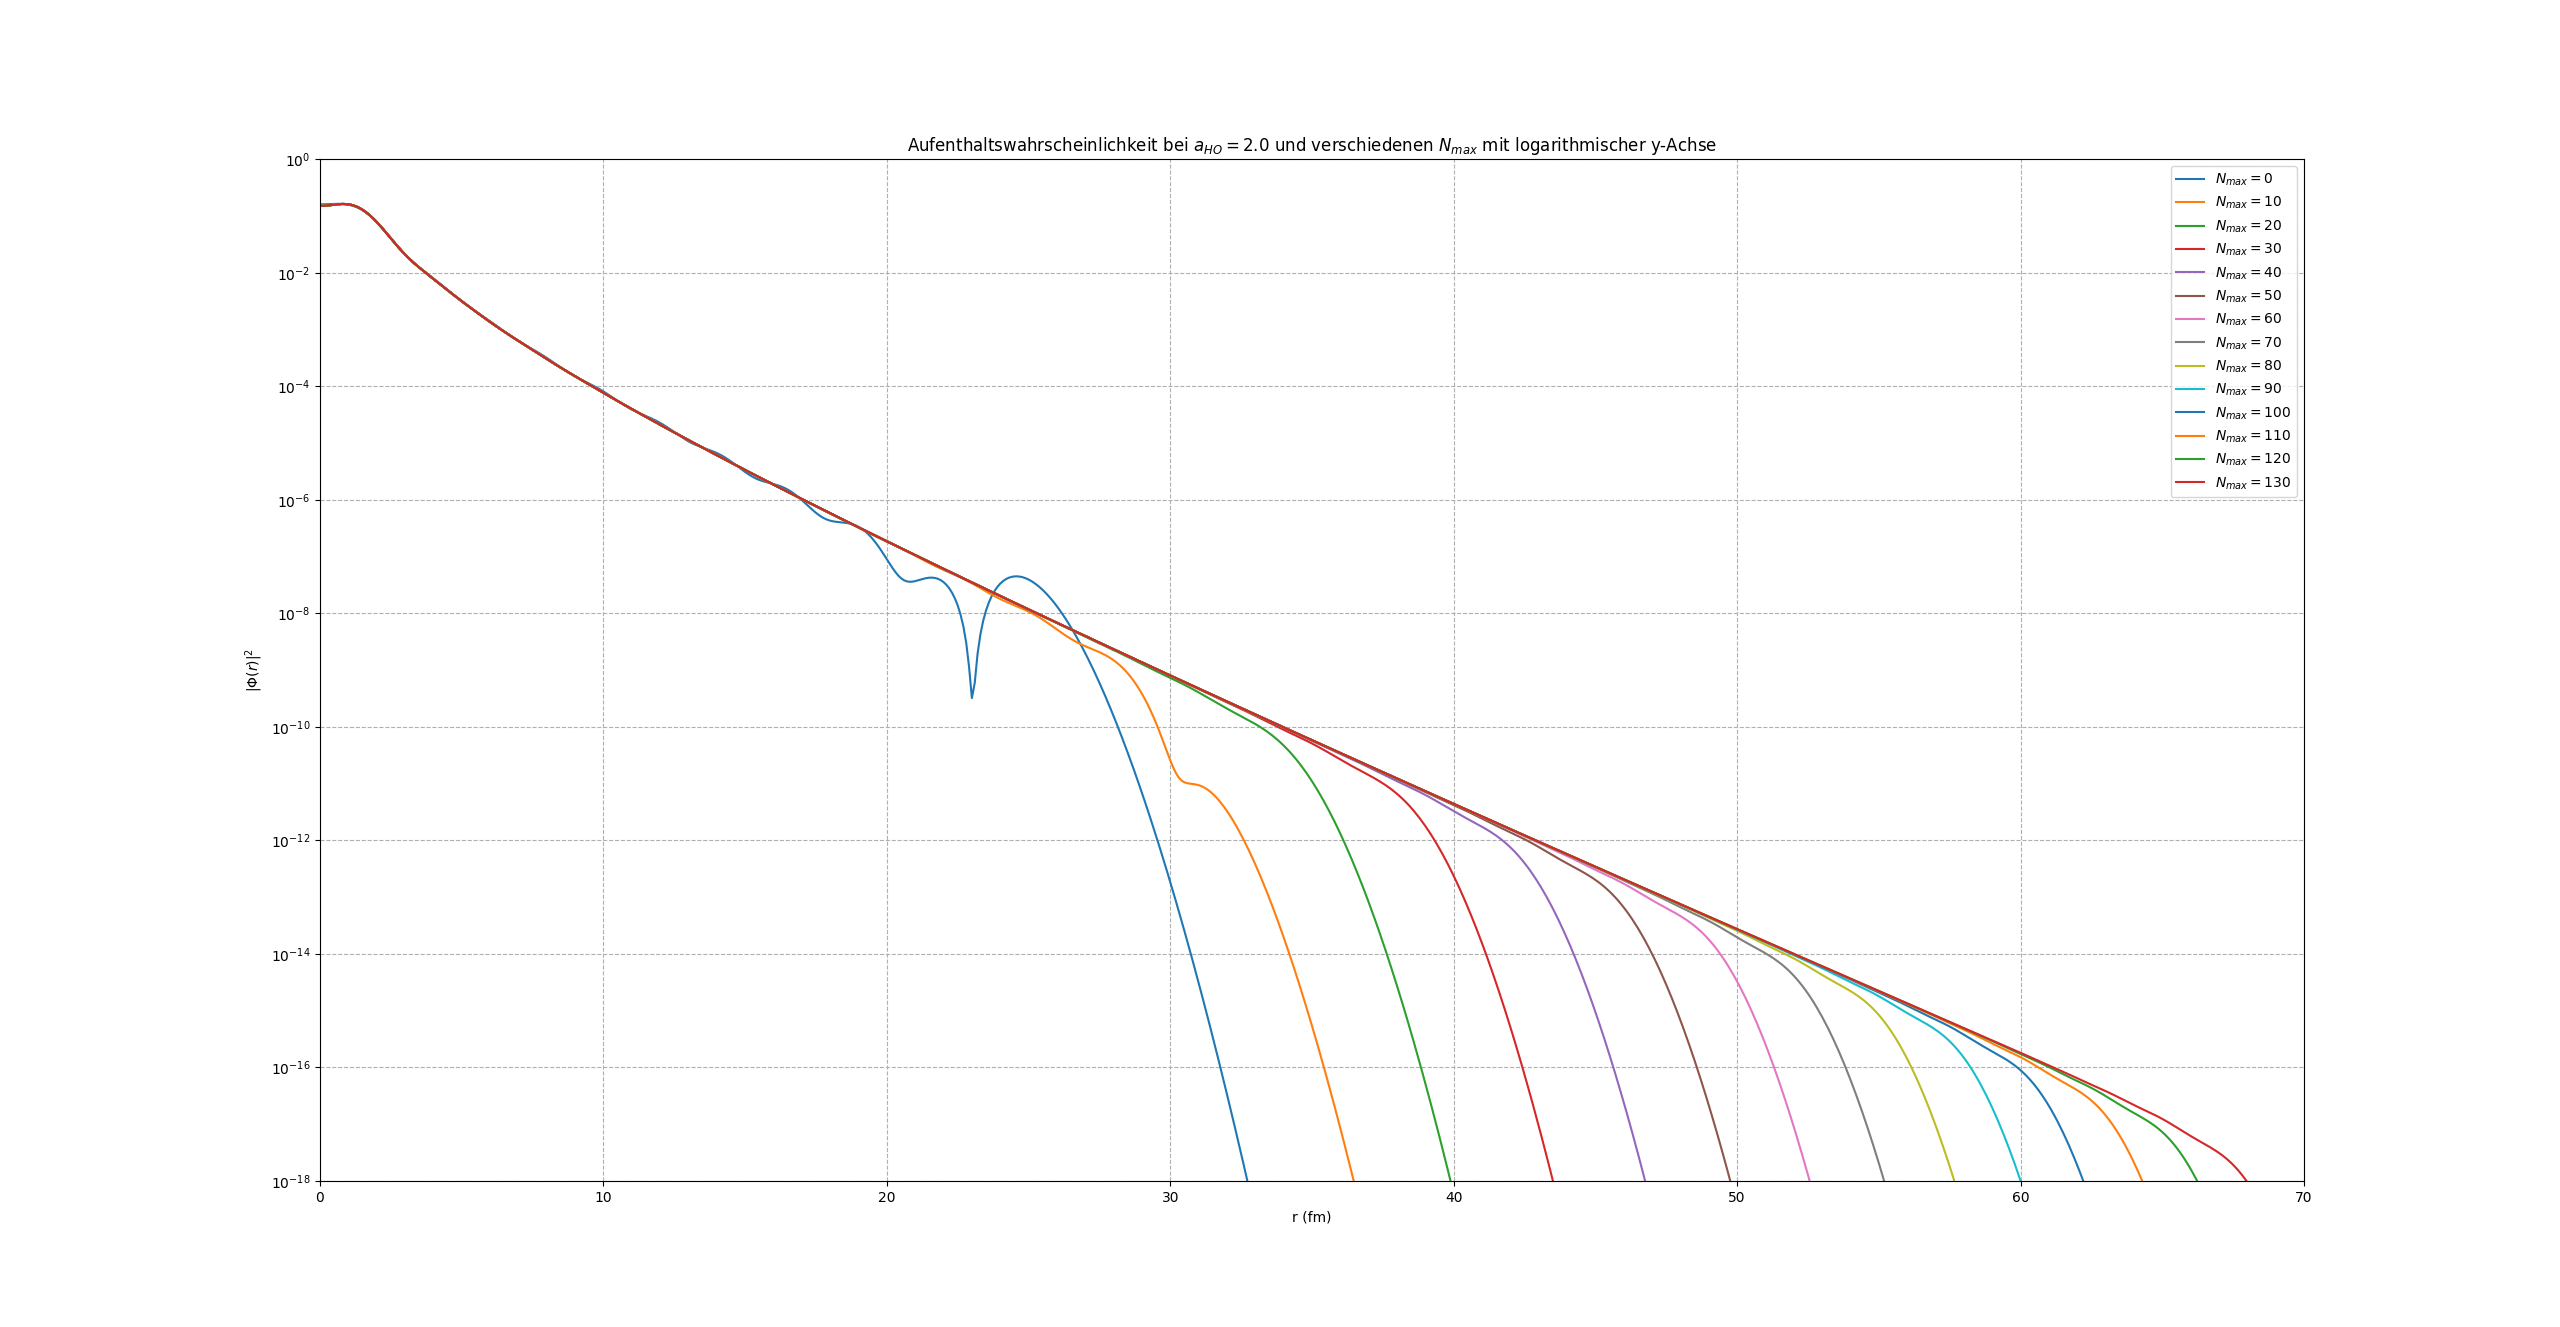 Aufenthaltswahrscheinlichkeit bei a_HO = 2.0 und verschiedenen N_max mit logarithmischer y-Achse
10^0
10^-2
10^-4
10^-6
10^-8
10^-10
10^-12
10^-14
10^-16
10^-18
|Φ(r)|^2
0 10 20 30 40 50 60 70
r (fm)
N_max = 0
N_max = 10
N_max = 20
N_max = 30
N_max = 40
N_max = 50
N_max = 60
N_max = 70
N_max = 80
N_max = 90
N_max = 100
N_max = 110
N_max = 120
N_max = 130